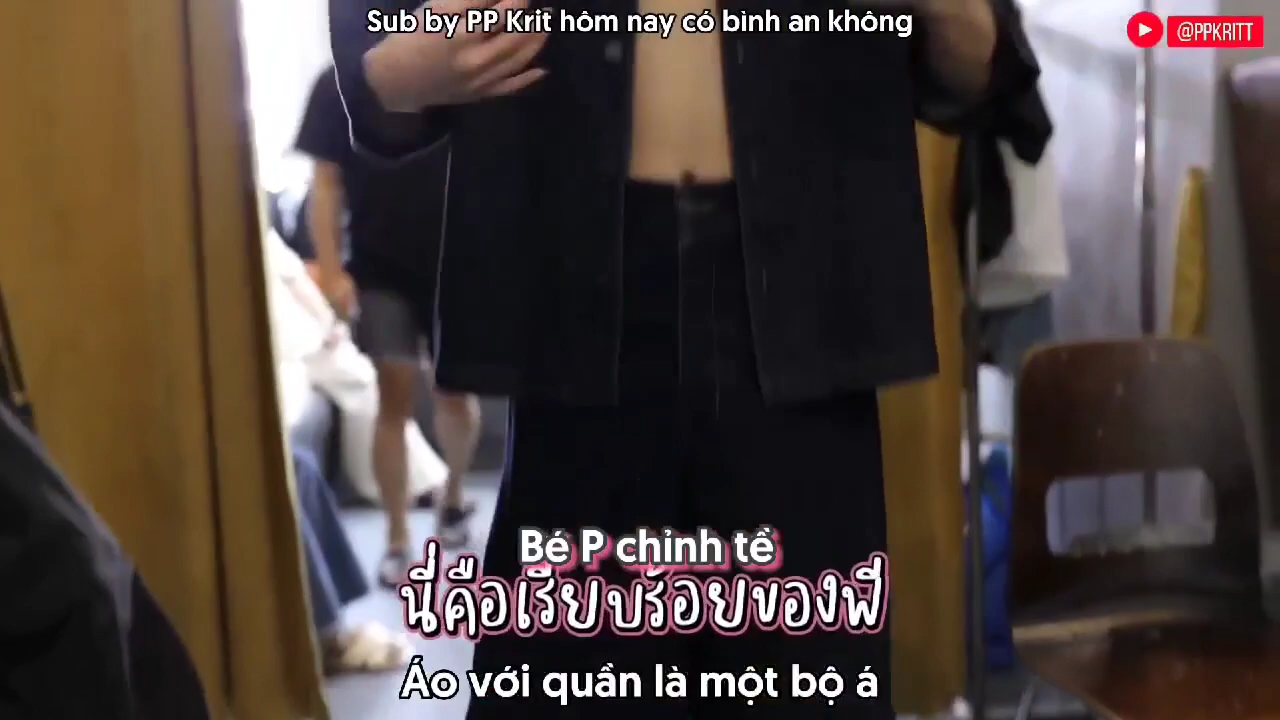 Sub by PP Krit hôm nay có bình an không
@PPKRITT
Bé P chỉnh tề
นี่คือเรียบร้อยของพี
Áo với quần là một bộ á